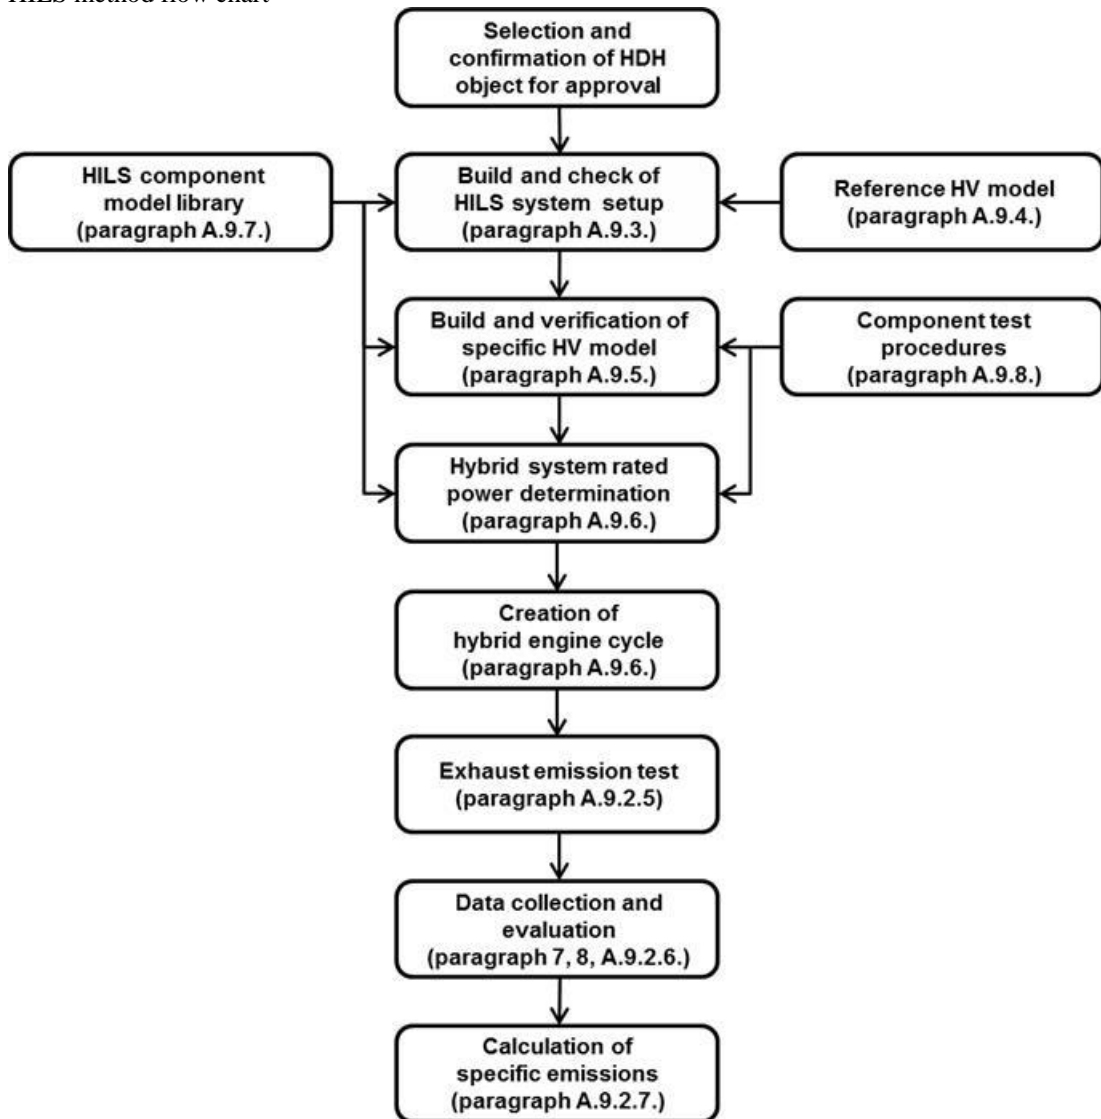 HILS method flow chart
Selection and
confirmation of HDH
object for approval
HILS component
model library
(paragraph A.9.7.)
Build and check of
HILS system setup
(paragraph A.9.3.)
Reference HV model
(paragraph A.9.4.)
Build and verification of
specific HV model
(paragraph A.9.5.)
Component test
procedures
(paragraph A.9.8.)
Hybrid system rated
power determination
(paragraph A.9.6.)
Creation of
hybrid engine cycle
(paragraph A.9.6.)
Exhaust emission test
(paragraph A.9.2.5)
Data collection and
evaluation
(paragraph 7, 8, A.9.2.6.)
Calculation of
specific emissions
(paragraph A.9.2.7.)